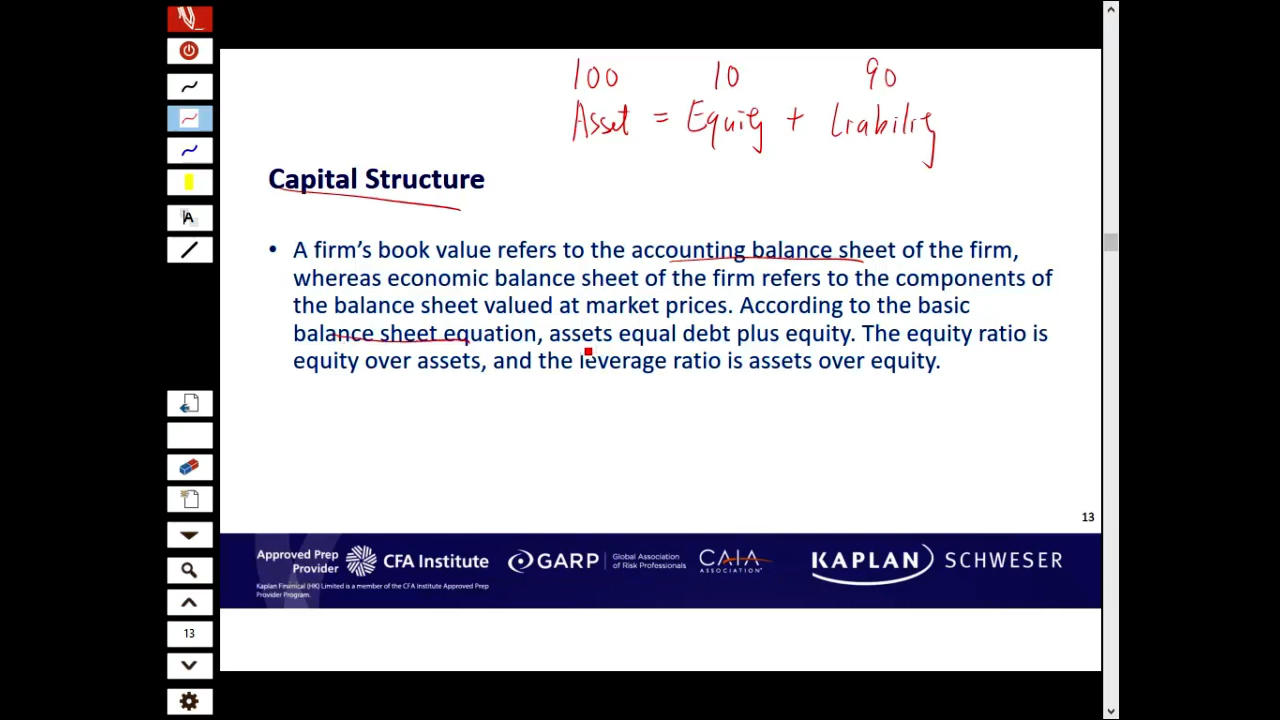 100 10 90
Asset = Equity + Liability
Capital Structure
• A firm's book value refers to the accounting balance sheet of the firm,
whereas economic balance sheet of the firm refers to the components of
the balance sheet valued at market prices. According to the basic
balance sheet equation, assets equal debt plus equity. The equity ratio is
equity over assets, and the leverage ratio is assets over equity.
13
Approved Prep
Provider
CFA Institute
GARP
Global Association
of Risk Professionals
CAIA
ASSOCIATION
KAPLAN SCHWESER
Kaplan Financial (HK) Limited is a member of the CFA Institute Approved Prep
Provider Program.
A
13